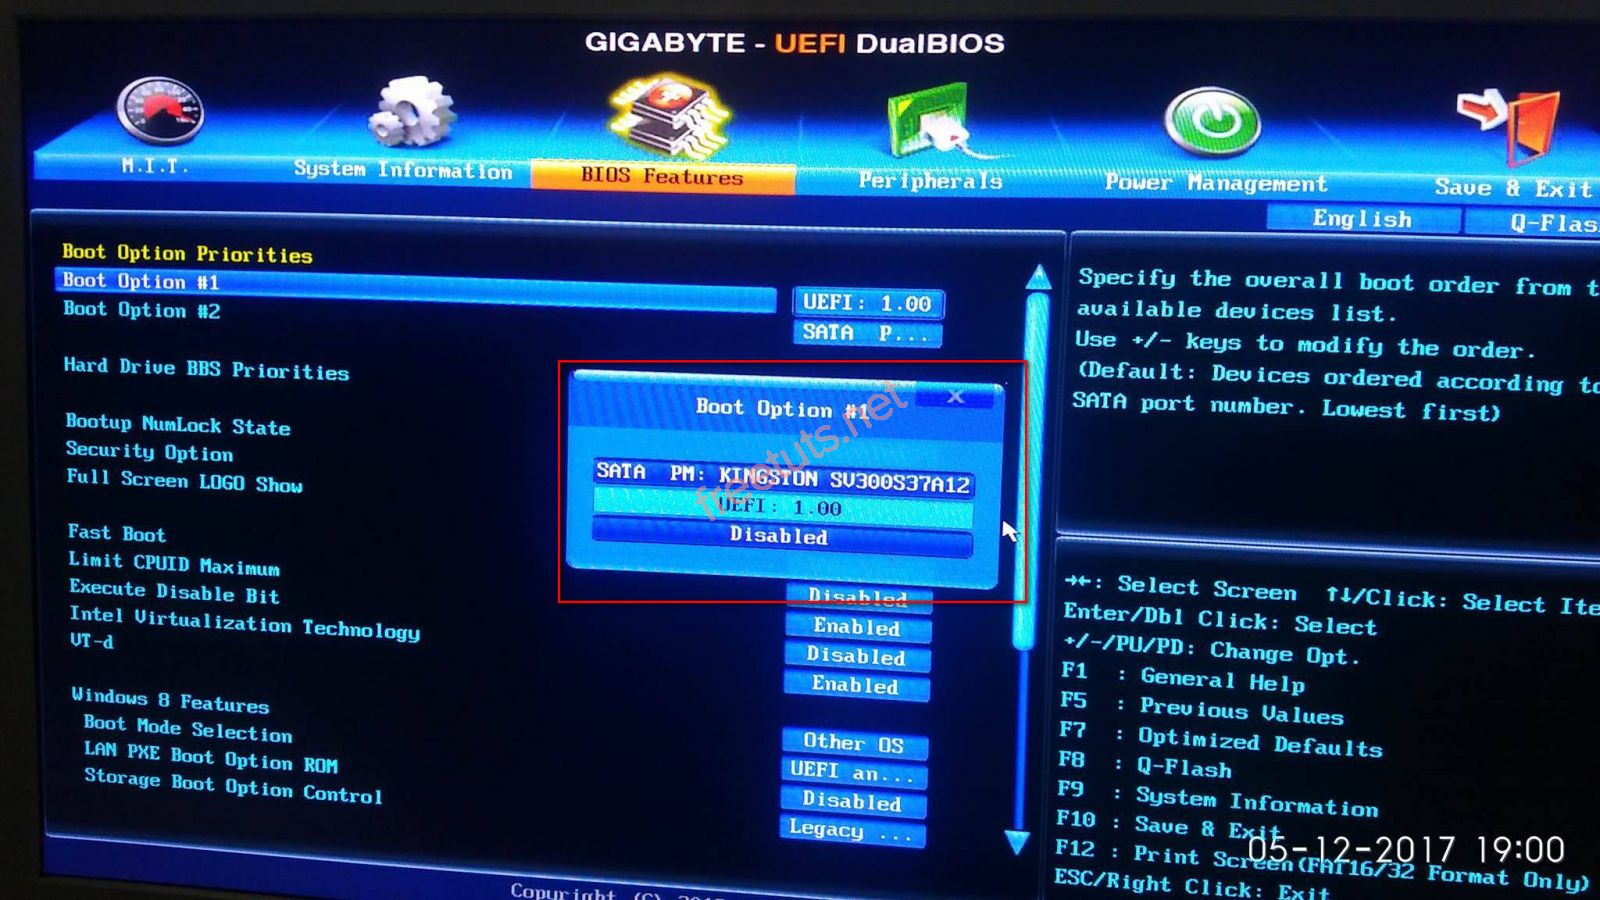 GIGABYTE - UEFI DualBIOS
M.I.T.
System Information
BIOS Features
Peripherals
Power Management
Save & Exit
English
Q-Flas
Boot Option Priorities
Boot Option #1
UEFI: 1.00
Boot Option #2
SATA P...
Hard Drive BBS Priorities
Bootup NumLock State
Security Option
Full Screen LOGO Show
Fast Boot
Limit CPUID Maximum
Disabled
Execute Disable Bit
Enabled
Intel Virtualization Technology
Disabled
VT-d
Enabled
Windows 8 Features
Other OS
Boot Mode Selection
UEFI an...
LAN PXE Boot Option ROM
Disabled
Storage Boot Option Control
Legacy ...
Boot Option #1
X
SATA PM: KINGSTON SV300S37A12
UEFI: 1.00
Disabled
freetuts.net
Specify the overall boot order from t
available devices list.
Use +/- keys to modify the order.
(Default: Devices ordered according to
SATA port number. Lowest first)
→←: Select Screen ↑↓/Click: Select Ite
Enter/Dbl Click: Select
+/-/PU/PD: Change Opt.
F1 : General Help
F5 : Previous Values
F7 : Optimized Defaults
F8 : Q-Flash
F9 : System Information
F10 : Save & Exit
F12 : Print Screen(FAT16/32 Format Only)
ESC/Right Click: Exit
05-12-2017 19:00
Copyright (C)